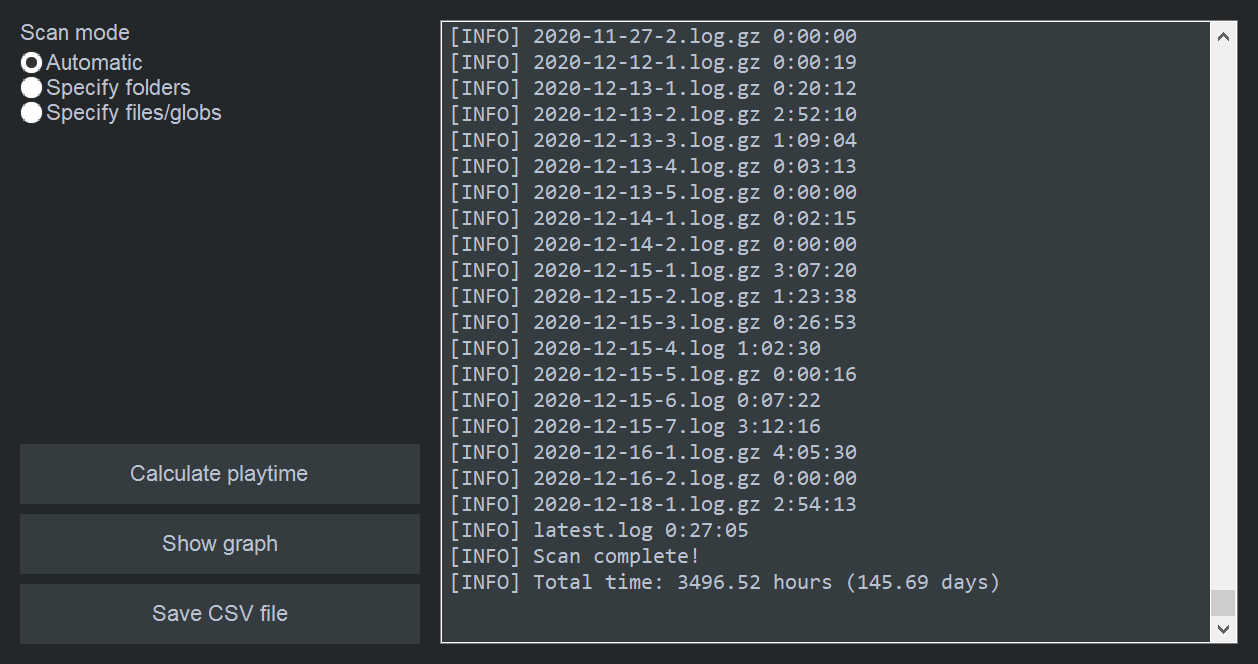 Scan mode
Automatic
Specify folders
Specify files/globs
Calculate playtime
Show graph
Save CSV file
[INFO] 2020-11-27-2.log.gz 0:00:00
[INFO] 2020-12-12-1.log.gz 0:00:19
[INFO] 2020-12-13-1.log.gz 0:20:12
[INFO] 2020-12-13-2.log.gz 2:52:10
[INFO] 2020-12-13-3.log.gz 1:09:04
[INFO] 2020-12-13-4.log.gz 0:03:13
[INFO] 2020-12-13-5.log.gz 0:00:00
[INFO] 2020-12-14-1.log.gz 0:02:15
[INFO] 2020-12-14-2.log.gz 0:00:00
[INFO] 2020-12-15-1.log.gz 3:07:20
[INFO] 2020-12-15-2.log.gz 1:23:38
[INFO] 2020-12-15-3.log.gz 0:26:53
[INFO] 2020-12-15-4.log 1:02:30
[INFO] 2020-12-15-5.log.gz 0:00:16
[INFO] 2020-12-15-6.log 0:07:22
[INFO] 2020-12-15-7.log 3:12:16
[INFO] 2020-12-16-1.log.gz 4:05:30
[INFO] 2020-12-16-2.log.gz 0:00:00
[INFO] 2020-12-18-1.log.gz 2:54:13
[INFO] latest.log 0:27:05
[INFO] Scan complete!
[INFO] Total time: 3496.52 hours (145.69 days)